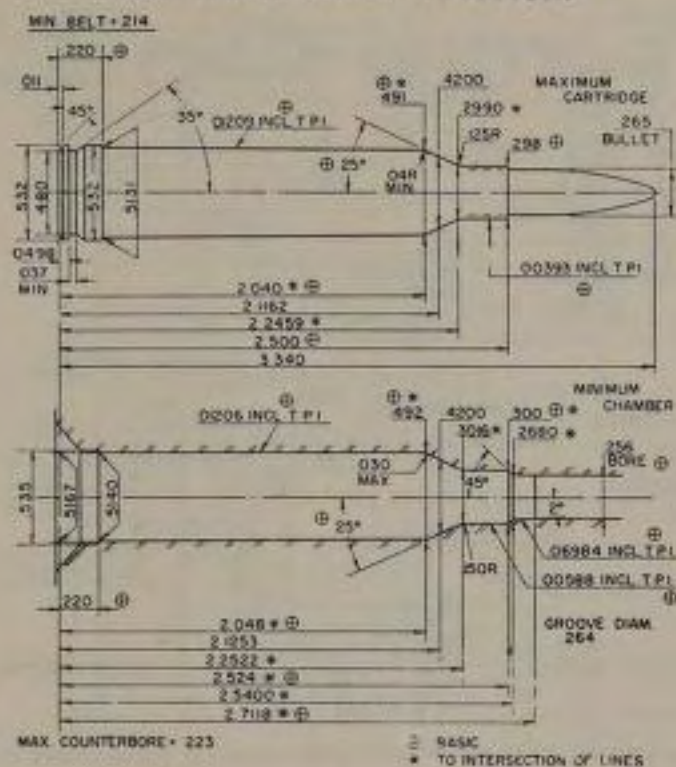 MIN BELT = .214
.220 ⊕
.011
45°
35°
.01209 INCL T.P.I.
⊕
⊕ *
.491
.4200
MAXIMUM
CARTRIDGE
.2990 *
.125R
.298 ⊕
.265
BULLET
⊕ 25°
.04R
MIN.
.532
.480
.532
.5131
.0498
.037
MIN
.00393 INCL T.P.I.
⊕
2.040 * ⊕
2.1162
2.2459 *
2.500 ⊕
3.340
MINIMUM
CHAMBER
⊕
.01206 INCL T.P.I.
⊕ *
.492
.4200
.3016 *
.300 ⊕ *
.2680 *
.256
BORE ⊕
.030
MAX.
45°
.535
.5167
.5140
⊕ 25°
2°
⊕
.06984 INCL T.P.I.
.150R
.00588 INCL T.P.I.
⊕
.220 ⊕
GROOVE DIAM.
.264
2.048 * ⊕
2.1253
2.2522 *
2.524 * ⊕
2.5400 *
2.7118 * ⊕
MAX. COUNTERBORE = .223
BASIC
* TO INTERSECTION OF LINES